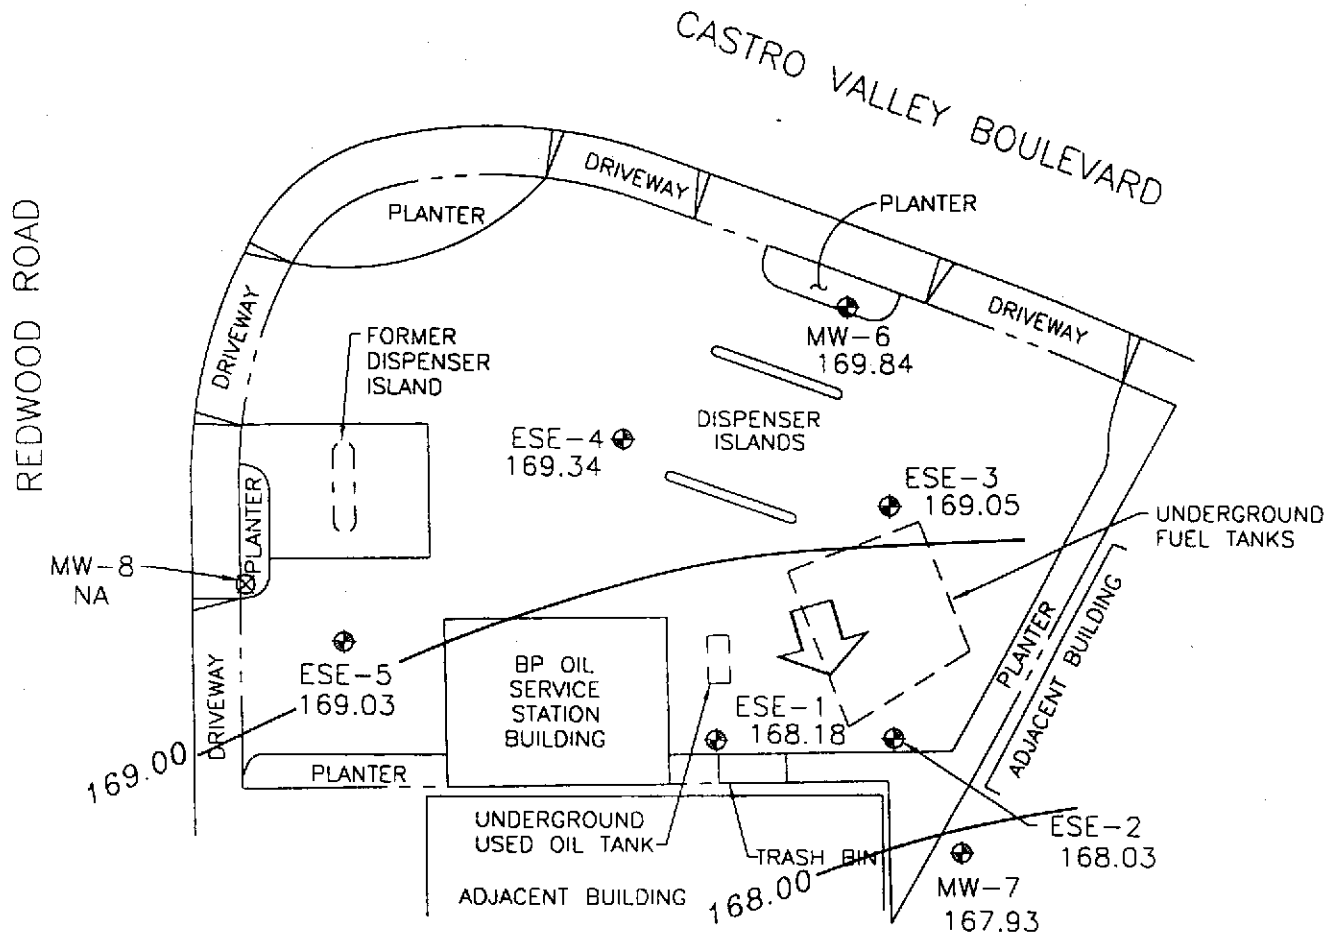 CASTRO VALLEY BOULEVARD
REDWOOD ROAD
DRIVEWAY
PLANTER
PLANTER
DRIVEWAY
DRIVEWAY
MW-6
169.84
FORMER
DISPENSER
ISLAND
DISPENSER
ISLANDS
ESE-4
169.34
ESE-3
169.05
UNDERGROUND
FUEL TANKS
PLANTER
MW-8
NA
PLANTER
ADJACENT BUILDING
ESE-5
169.03
BP OIL
SERVICE
STATION
BUILDING
ESE-1
168.18
DRIVEWAY
169.00
PLANTER
UNDERGROUND
USED OIL TANK
TRASH BIN
ESE-2
168.03
ADJACENT BUILDING
168.00
MW-7
167.93